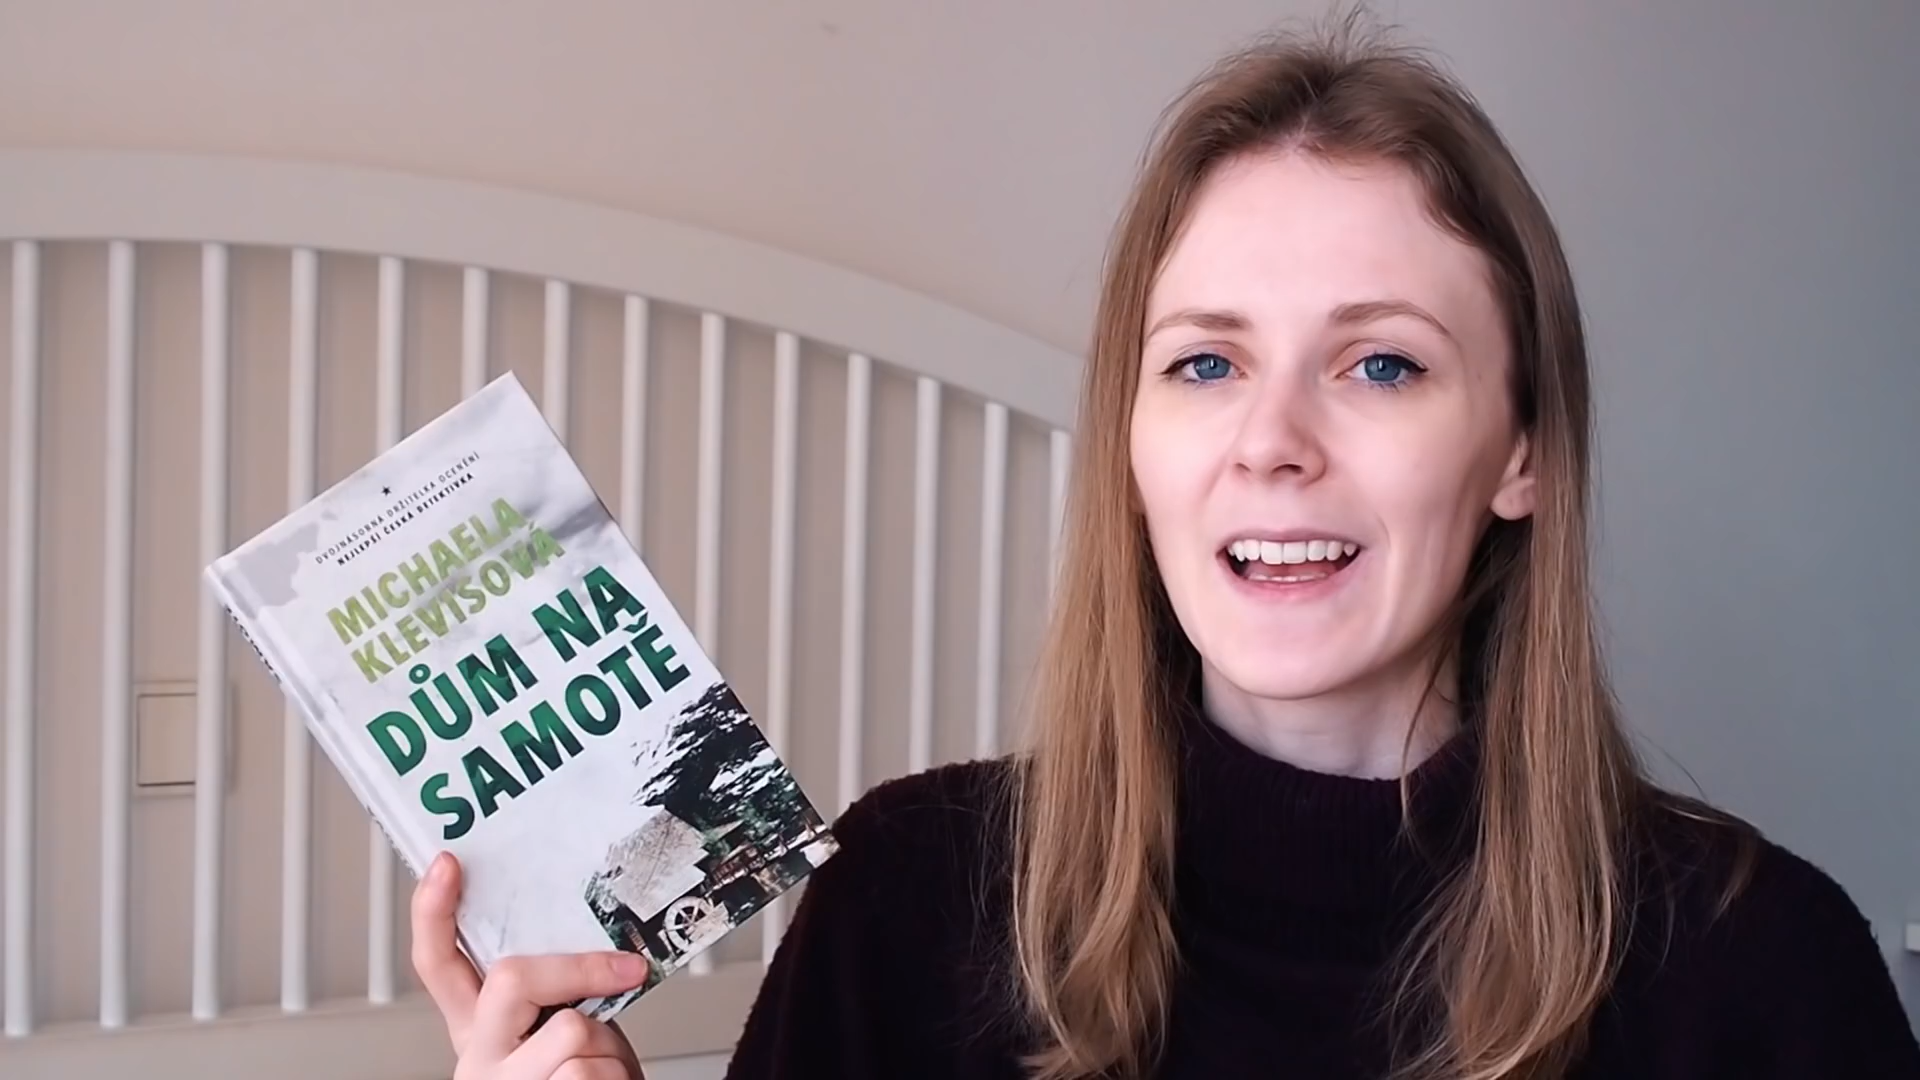 DVOJNÁSOBNÁ DRŽITELKA OCENĚNÍ
NEJLEPŠÍ ČESKÁ DETEKTIVKA
MICHAELA
KLEVISOVÁ
DŮM NA
SAMOTĚ